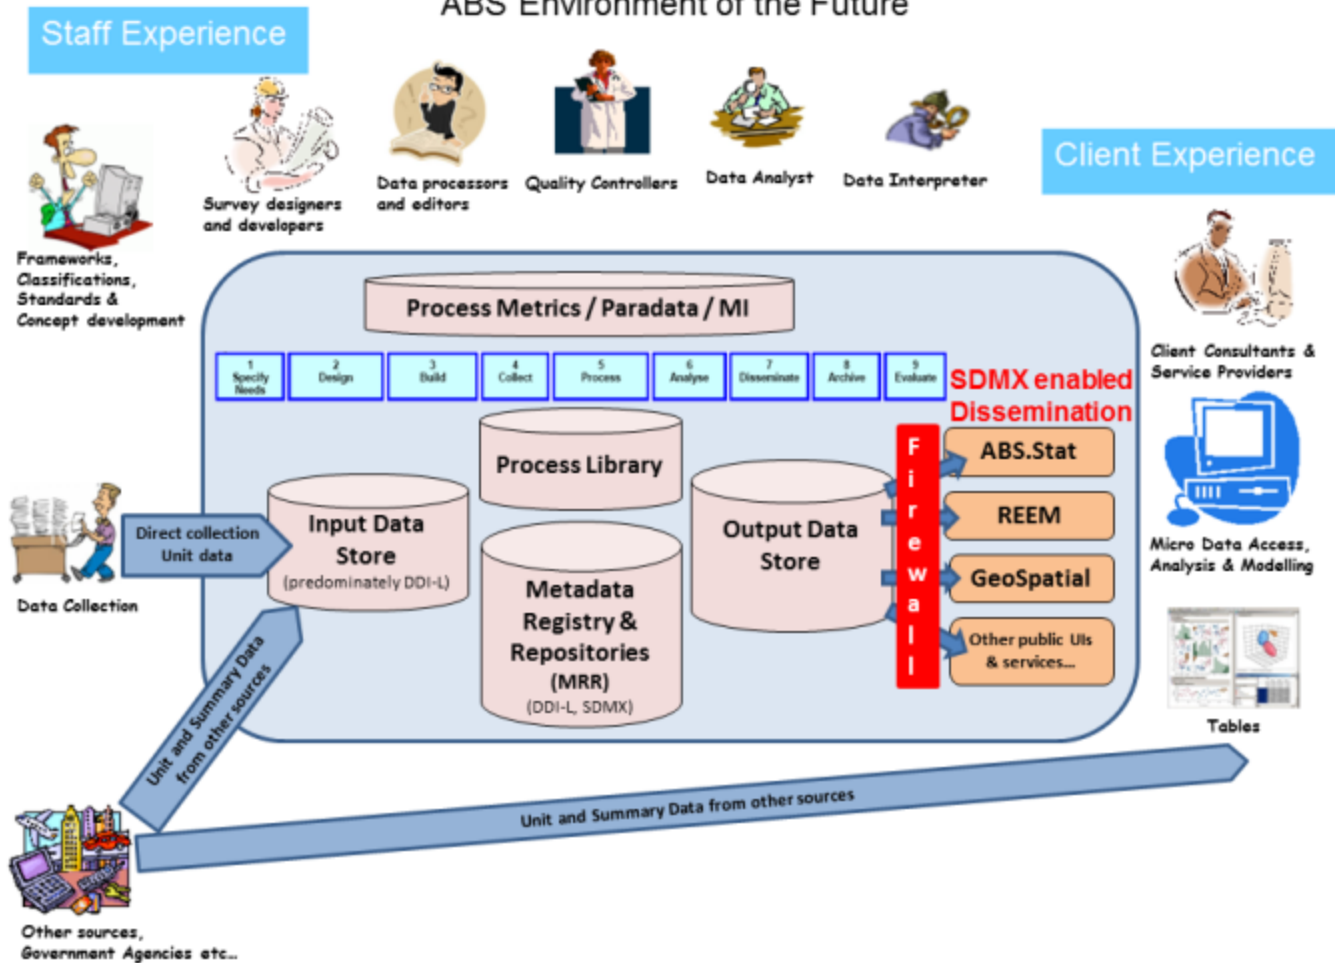 ABS Environment of the Future
Staff Experience
Client Experience
Frameworks,
Classifications,
Standards &
Concept development
Survey designers
and developers
Data processors
and editors
Quality Controllers
Data Analyst
Data Interpreter
Process Metrics / Paradata / MI
1
Specify
Needs
2
Design
3
Build
4
Collect
5
Process
6
Analyse
7
Disseminate
8
Archive
9
Evaluate
SDMX enabled
Dissemination
Process Library
Input Data
Store
(predominately DDI-L)
Metadata
Registry &
Repositories
(MRR)
(DDI-L, SDMX)
Output Data
Store
Firewall
ABS.Stat
REEM
GeoSpatial
Other public UIs
& services...
Direct collection
Unit data
Data Collection
Unit and Summary Data
from other sources
Unit and Summary Data from other sources
Other sources,
Government Agencies etc...
Client Consultants &
Service Providers
Micro Data Access,
Analysis & Modelling
Tables